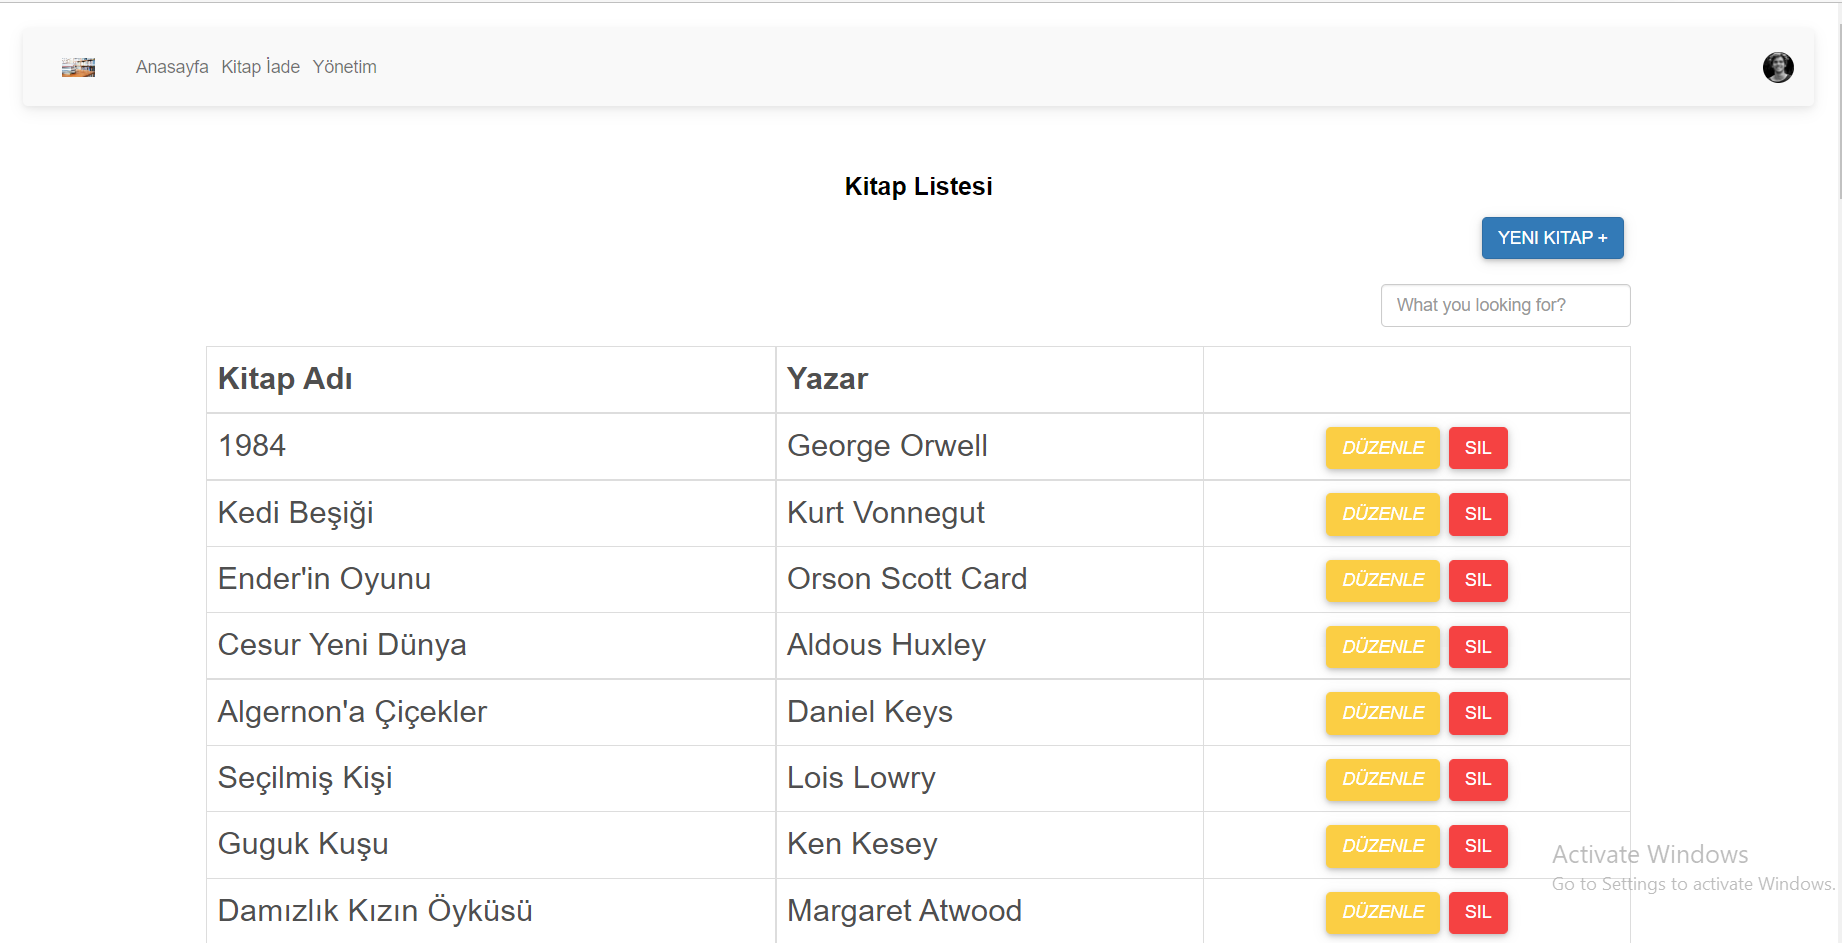 Anasayfa Kitap İade Yönetim
Kitap Listesi
YENI KITAP +
What you looking for?
Kitap Adı Yazar
1984 George Orwell DÜZENLE SIL
Kedi Beşiği Kurt Vonnegut DÜZENLE SIL
Ender'in Oyunu Orson Scott Card DÜZENLE SIL
Cesur Yeni Dünya Aldous Huxley DÜZENLE SIL
Algernon'a Çiçekler Daniel Keys DÜZENLE SIL
Seçilmiş Kişi Lois Lowry DÜZENLE SIL
Guguk Kuşu Ken Kesey DÜZENLE SIL
Damızlık Kızın Öyküsü Margaret Atwood DÜZENLE SIL
Activate Windows
Go to Settings to activate Windows.